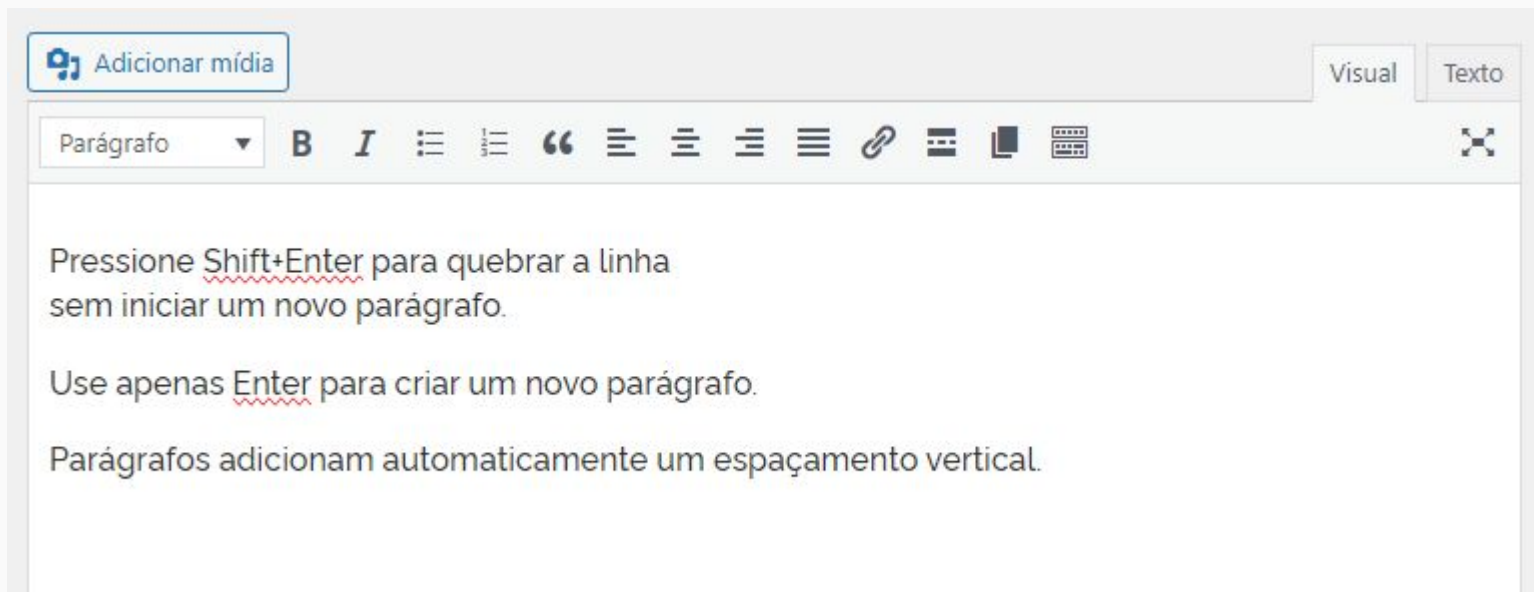 Adicionar mídia
Visual Texto
Parágrafo
Pressione Shift+Enter para quebrar a linha
sem iniciar um novo parágrafo.
Use apenas Enter para criar um novo parágrafo.
Parágrafos adicionam automaticamente um espaçamento vertical.